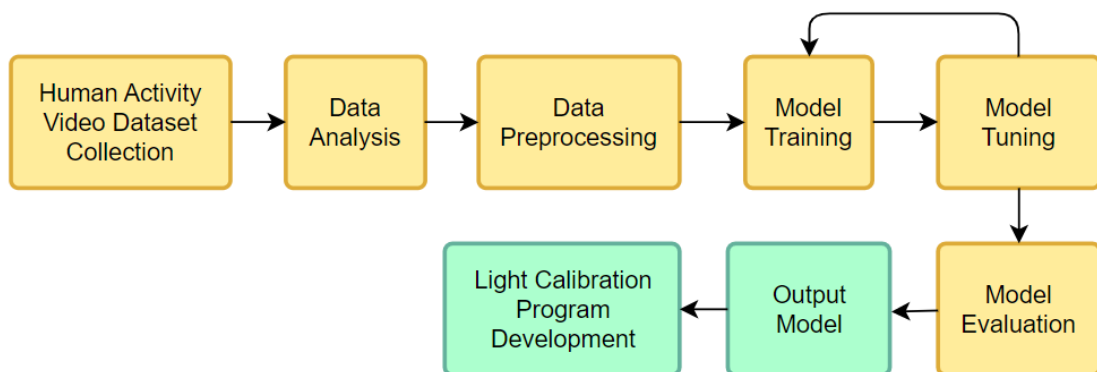 Human Activity
Video Dataset
Collection
Data
Analysis
Data
Preprocessing
Model
Training
Model
Tuning
Light Calibration
Program
Development
Output
Model
Model
Evaluation